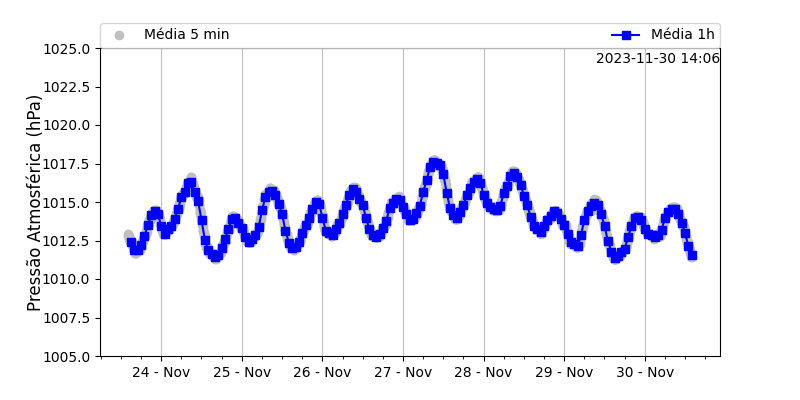 Média 5 min
Média 1h
2023-11-30 14:06
Pressão Atmosférica (hPa)
1025.0
1022.5
1020.0
1017.5
1015.0
1012.5
1010.0
1007.5
1005.0
24 - Nov
25 - Nov
26 - Nov
27 - Nov
28 - Nov
29 - Nov
30 - Nov